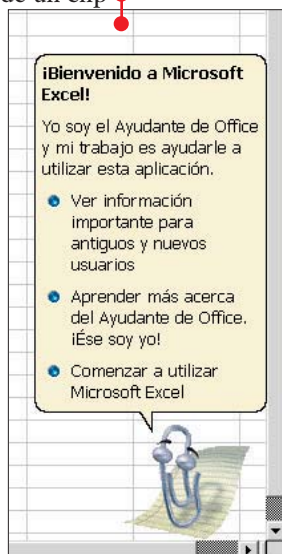 de un clip
¡Bienvenido a Microsoft
Excel!
Yo soy el Ayudante de Office
y mi trabajo es ayudarle a
utilizar esta aplicación.
Ver información
importante para
antiguos y nuevos
usuarios
Aprender más acerca
del Ayudante de Office.
¡Ése soy yo!
Comenzar a utilizar
Microsoft Excel